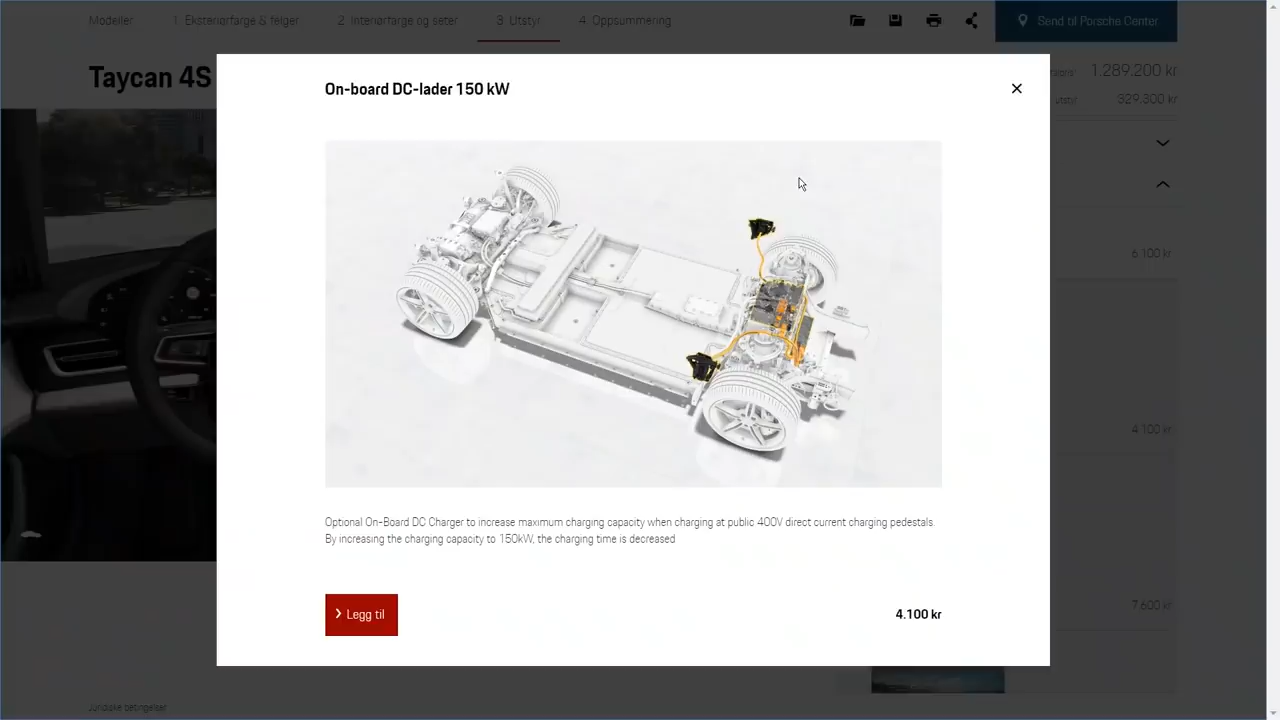 Modeller
1. Eksteriørfarge & felger
2. Interiørfarge og seter
3. Utstyr
4. Oppsummering
Send til Porsche Center
Taycan 4S
1.289.200 kr
utstyr
329.300 kr
On-board DC-lader 150 kW
6 100 kr
4 100 kr
Optional On-Board DC Charger to increase maximum charging capacity when charging at public 400V direct current charging pedestals.
By increasing the charging capacity to 150kW, the charging time is decreased
7 600 kr
Legg til
4.100 kr
Juridiske betingelser